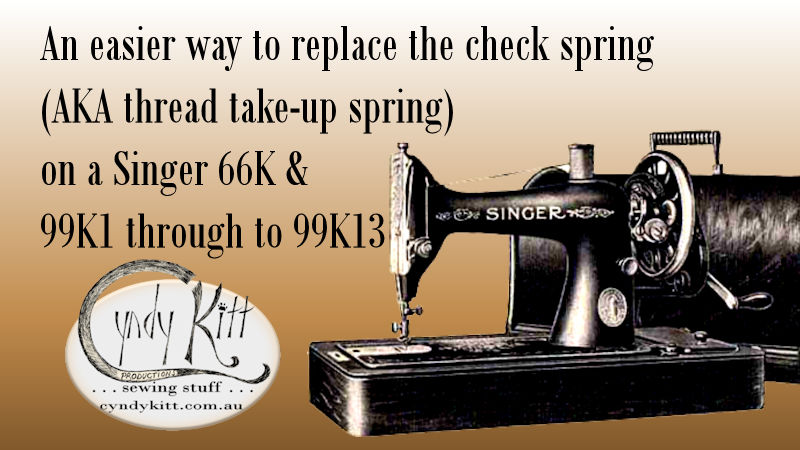 An easier way to replace the check spring
(AKA thread take-up spring)
on a Singer 66K &
99K1 through to 99K13
SINGER
Cyndy Kitt
PRODUCTIONS
. . . sewing stuff . . .
cyndykitt.com.au